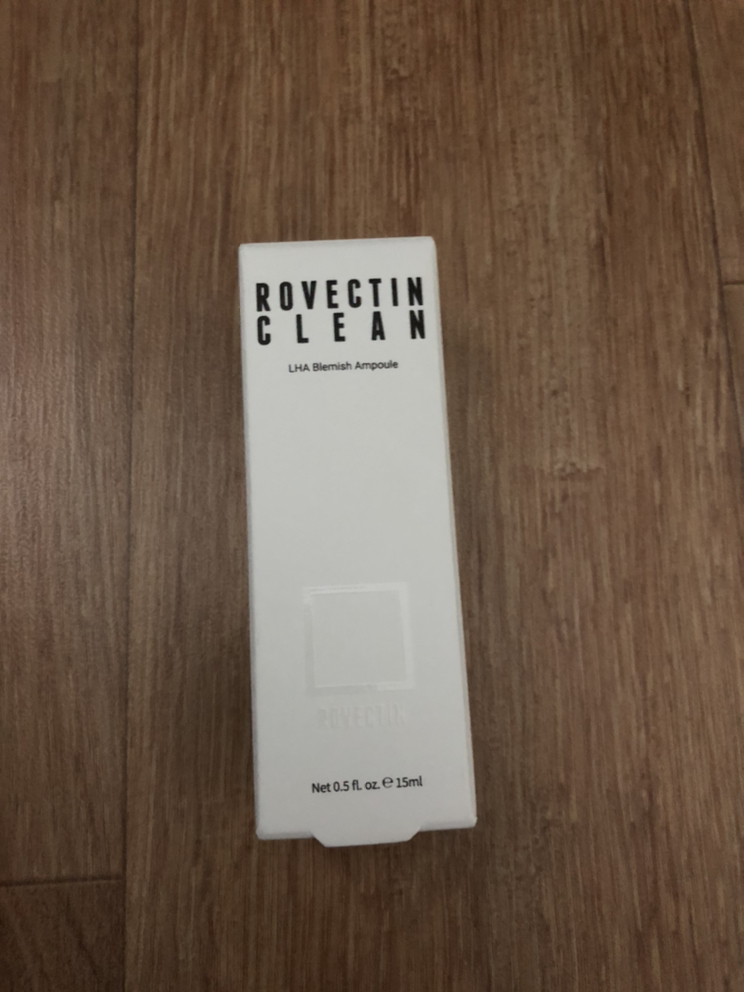 ROVECTIN
CLEAN
LHA Blemish Ampoule
ROVECTIN
Net 0.5 fl. oz. ℮ 15ml